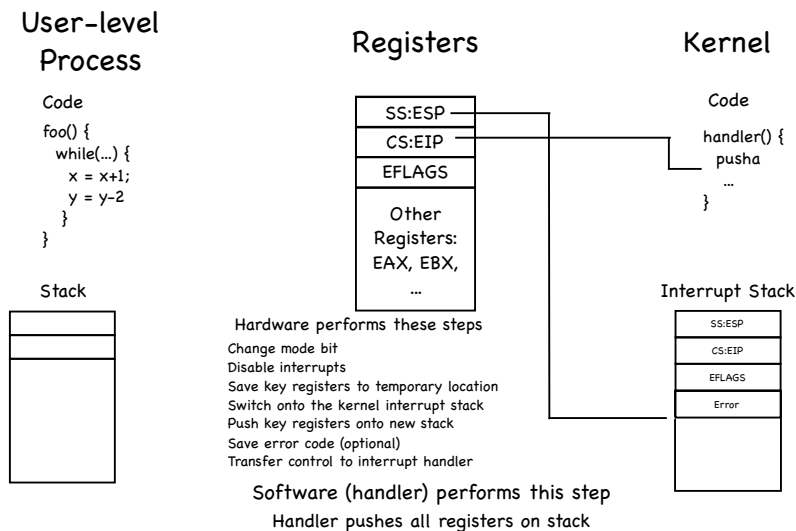 User-level
Process
Registers
Kernel
Code
foo() {
while(...) {
x = x+1;
y = y-2
}
}
Stack
SS:ESP
CS:EIP
EFLAGS
Other
Registers:
EAX, EBX,
...
Code
handler() {
pusha
...
}
Interrupt Stack
SS:ESP
CS:EIP
EFLAGS
Error
Hardware performs these steps
Change mode bit
Disable interrupts
Save key registers to temporary location
Switch onto the kernel interrupt stack
Push key registers onto new stack
Save error code (optional)
Transfer control to interrupt handler
Software (handler) performs this step
Handler pushes all registers on stack